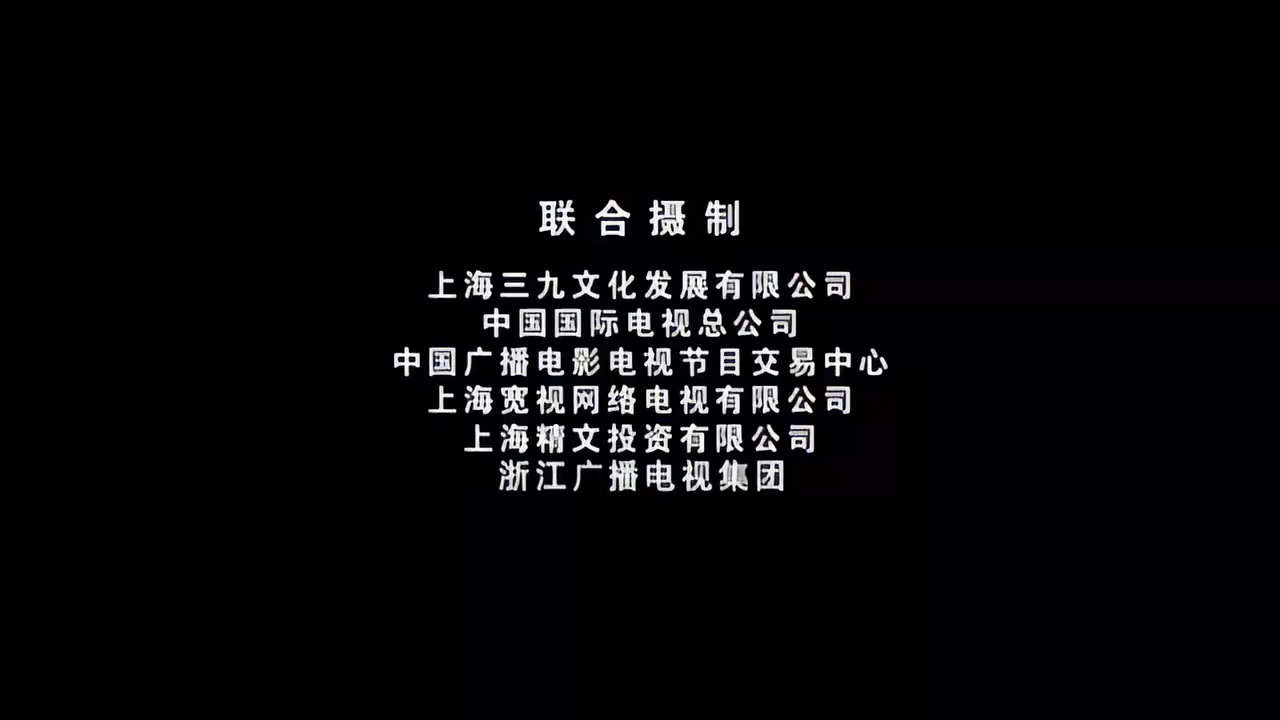 联合摄制
上海三九文化发展有限公司
中国国际电视总公司
中国广播电影电视节目交易中心
上海宽视网络电视有限公司
上海精文投资有限公司
浙江广播电视集团